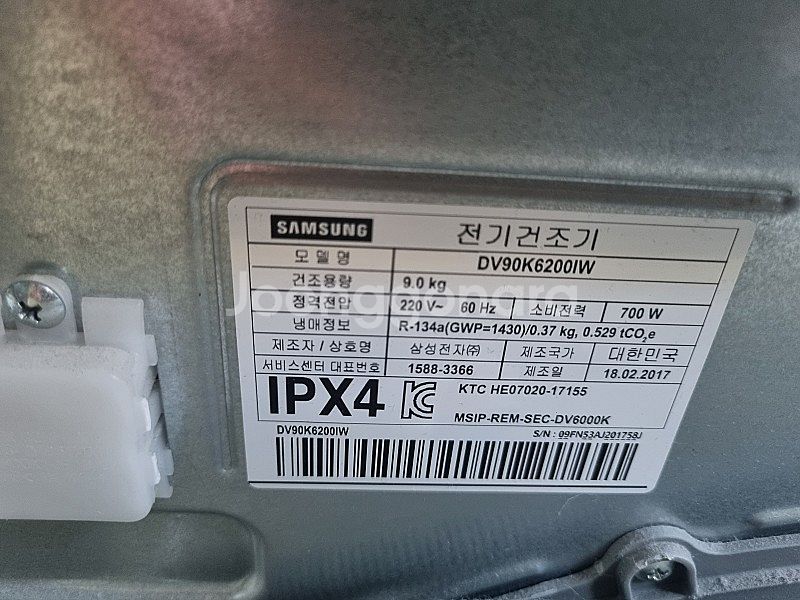 SAMSUNG 전기건조기
모델명 DV90K6200IW
건조용량 9.0 kg
정격전압 220 V~ 60 Hz 소비전력 700 W
냉매정보 R-134a(GWP=1430)/0.37 kg, 0.529 tCO₂e
제조자 / 상호명 삼성전자㈜ 제조국가 대한민국
서비스센터 대표번호 1588-3366 제조일 18.02.2017
IPX4 KTC HE07020-17155
MSIP-REM-SEC-DV6000K
DV90K6200IW S/N : 09FN53AJ201758J
Joonggonara